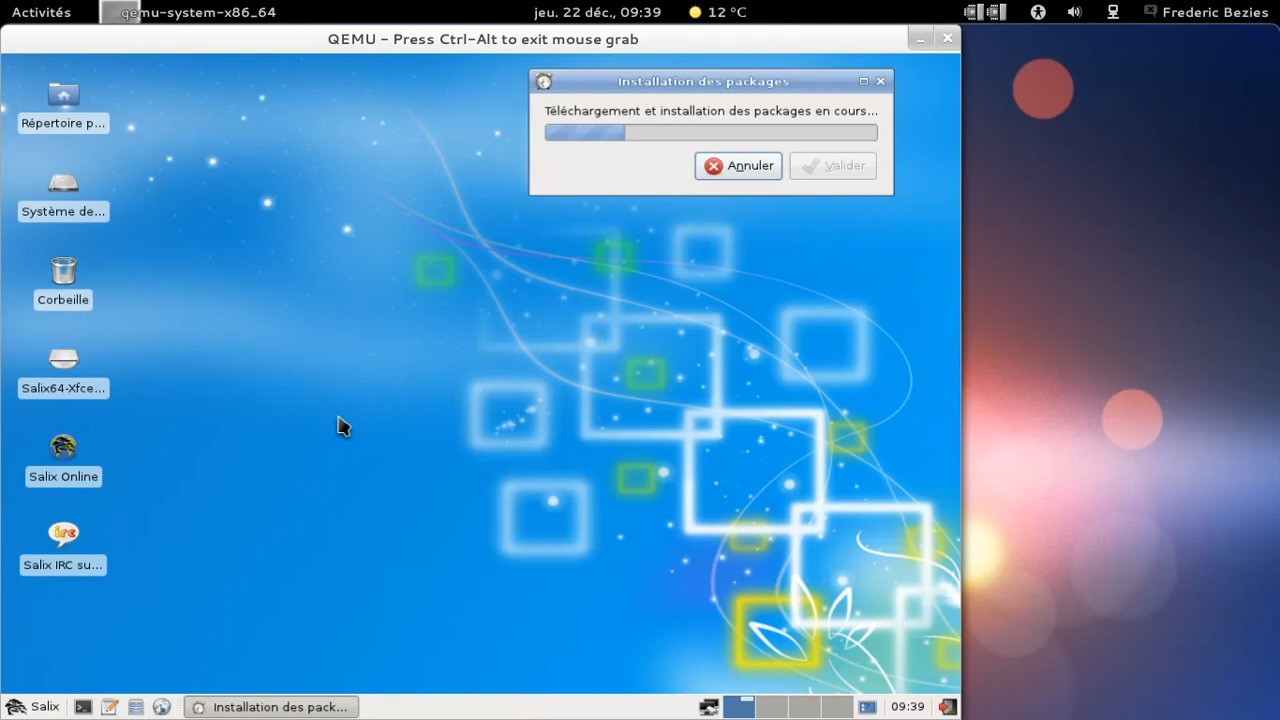 Activités
qemu-system-x86_64
jeu. 22 déc., 09:39
12 °C
Frederic Bezies
QEMU - Press Ctrl-Alt to exit mouse grab
Installation des packages
Téléchargement et installation des packages en cours...
Annuler
Valider
Répertoire p...
Système de...
Corbeille
Salix64-Xfce...
Salix Online
irc
Salix IRC su...
Salix
Installation des pack...
09:39